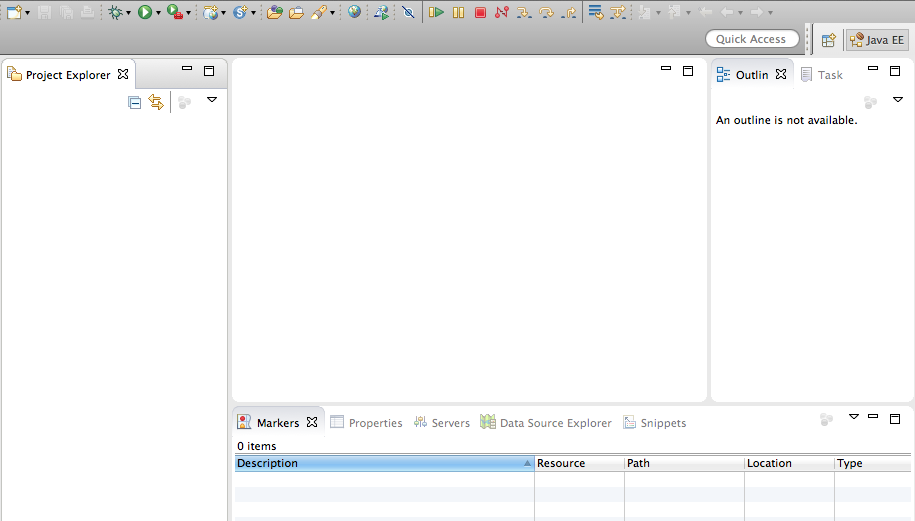 Quick Access
Java EE
Project Explorer
Outlin
Task
An outline is not available.
Markers
Properties
Servers
Data Source Explorer
Snippets
0 items
Description
Resource
Path
Location
Type